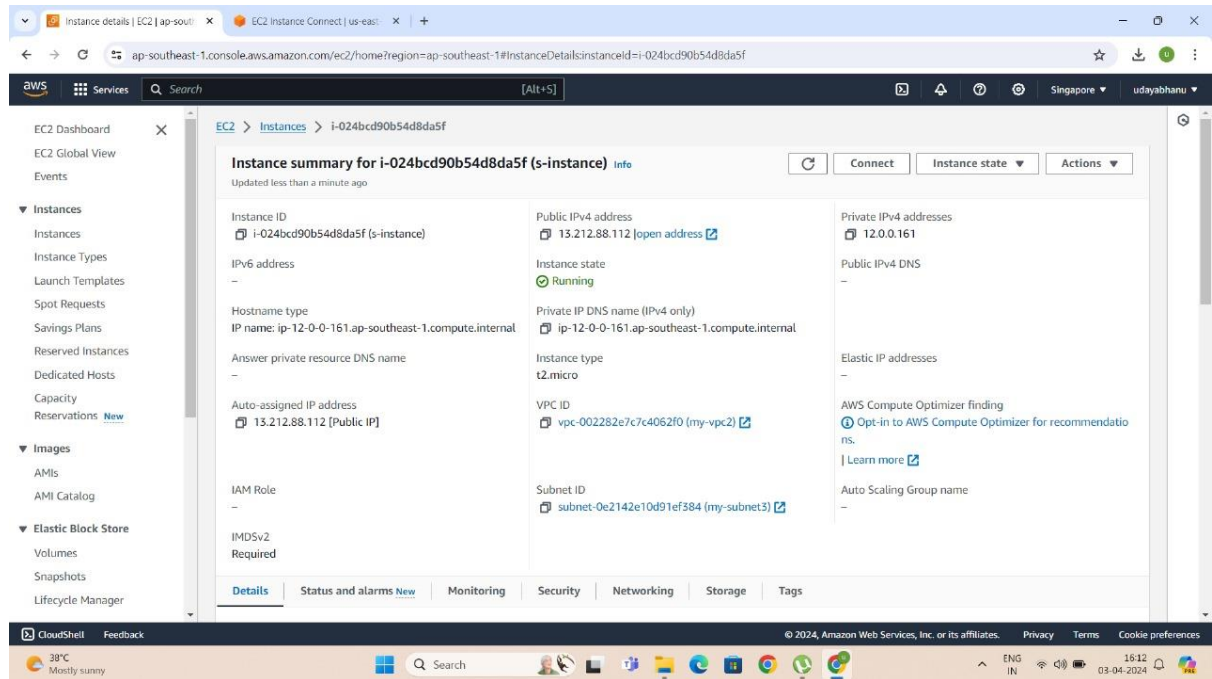 Instance details | EC2 | ap-south
EC2 Instance Connect | us-east-
ap-southeast-1.console.aws.amazon.com/ec2/home?region=ap-southeast-1#InstanceDetails:instanceId=i-024bcd90b54d8da5f
aws Services Search [Alt+S] Singapore ▼ udayabhanu ▼
EC2 Dashboard
EC2 Global View
Events
▼ Instances
Instances
Instance Types
Launch Templates
Spot Requests
Savings Plans
Reserved Instances
Dedicated Hosts
Capacity
Reservations New
▼ Images
AMIs
AMI Catalog
▼ Elastic Block Store
Volumes
Snapshots
Lifecycle Manager
EC2 > Instances > i-024bcd90b54d8da5f
Instance summary for i-024bcd90b54d8da5f (s-instance) Info
Updated less than a minute ago
Connect
Instance state ▼
Actions ▼
Instance ID
i-024bcd90b54d8da5f (s-instance)
Public IPv4 address
13.212.88.112 |open address
Private IPv4 addresses
12.0.0.161
IPv6 address
–
Instance state
Running
Public IPv4 DNS
–
Hostname type
IP name: ip-12-0-0-161.ap-southeast-1.compute.internal
Private IP DNS name (IPv4 only)
ip-12-0-0-161.ap-southeast-1.compute.internal
Answer private resource DNS name
–
Instance type
t2.micro
Elastic IP addresses
–
Auto-assigned IP address
13.212.88.112 [Public IP]
VPC ID
vpc-002282e7c7c4062f0 (my-vpc2)
AWS Compute Optimizer finding
Opt-in to AWS Compute Optimizer for recommendatio
ns.
| Learn more
IAM Role
–
Subnet ID
subnet-0e2142e10d91ef384 (my-subnet3)
Auto Scaling Group name
–
IMDSv2
Required
Details Status and alarms New Monitoring Security Networking Storage Tags
CloudShell Feedback © 2024, Amazon Web Services, Inc. or its affiliates. Privacy Terms Cookie preferences
38°C
Mostly sunny
Search
ENG
IN
16:12
03-04-2024